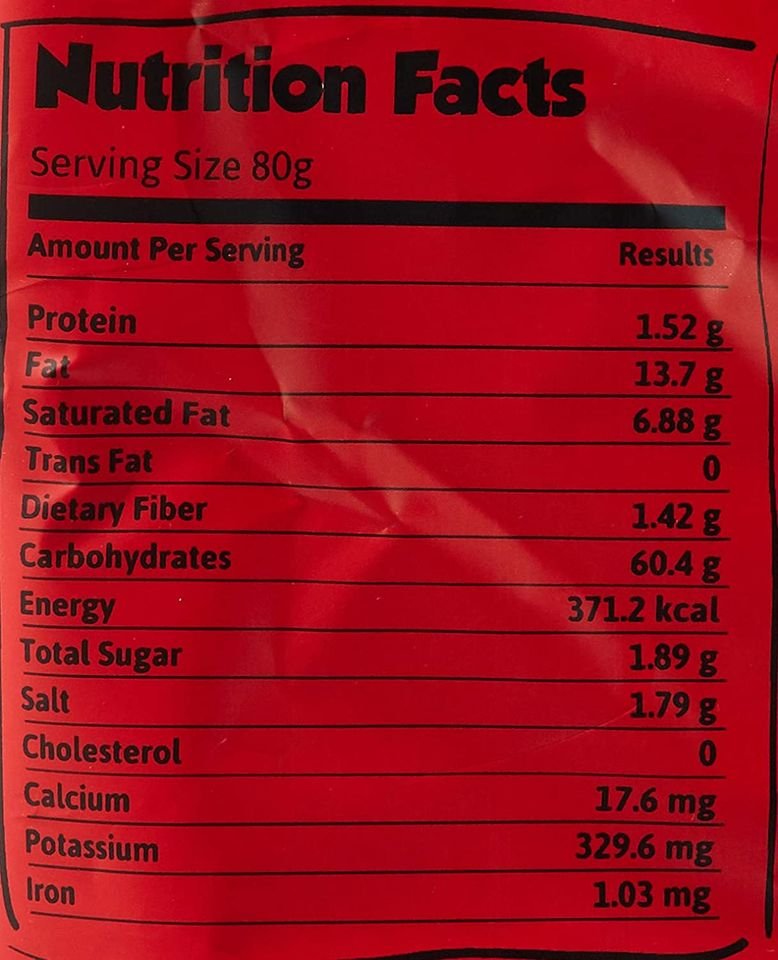 Nutrition Facts
Serving Size 80g
Amount Per Serving Results
Protein 1.52 g
Fat 13.7 g
Saturated Fat 6.88 g
Trans Fat 0
Dietary Fiber 1.42 g
Carbohydrates 60.4 g
Energy 371.2 kcal
Total Sugar 1.89 g
Salt 1.79 g
Cholesterol 0
Calcium 17.6 mg
Potassium 329.6 mg
Iron 1.03 mg